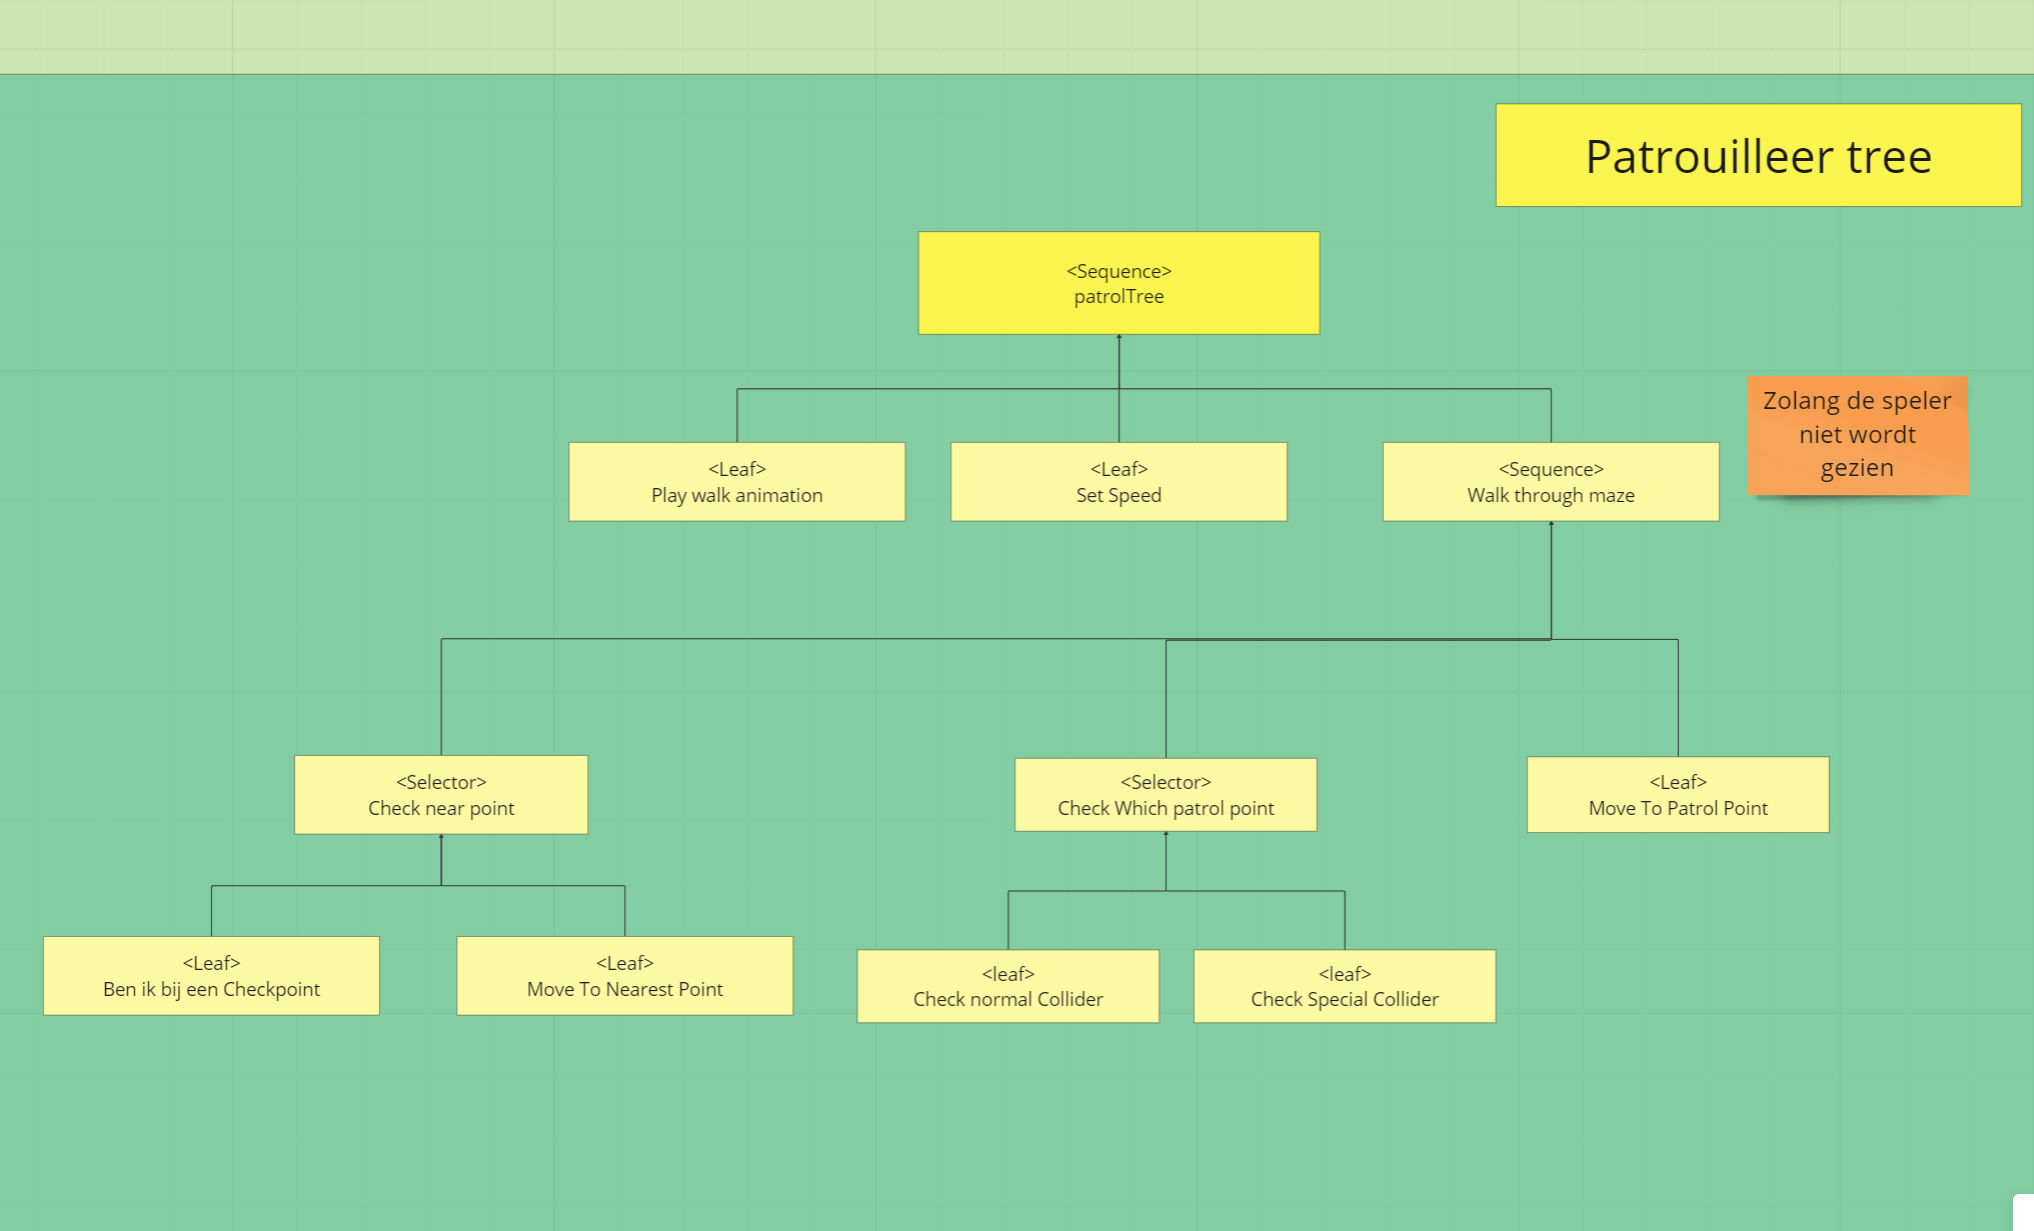 Patrouilleer tree
<Sequence>
patrolTree
<Leaf>
Play walk animation
<Leaf>
Set Speed
<Sequence>
Walk through maze
Zolang de speler
niet wordt
gezien
<Selector>
Check near point
<Selector>
Check Which patrol point
<Leaf>
Move To Patrol Point
<Leaf>
Ben ik bij een Checkpoint
<Leaf>
Move To Nearest Point
<leaf>
Check normal Collider
<leaf>
Check Special Collider